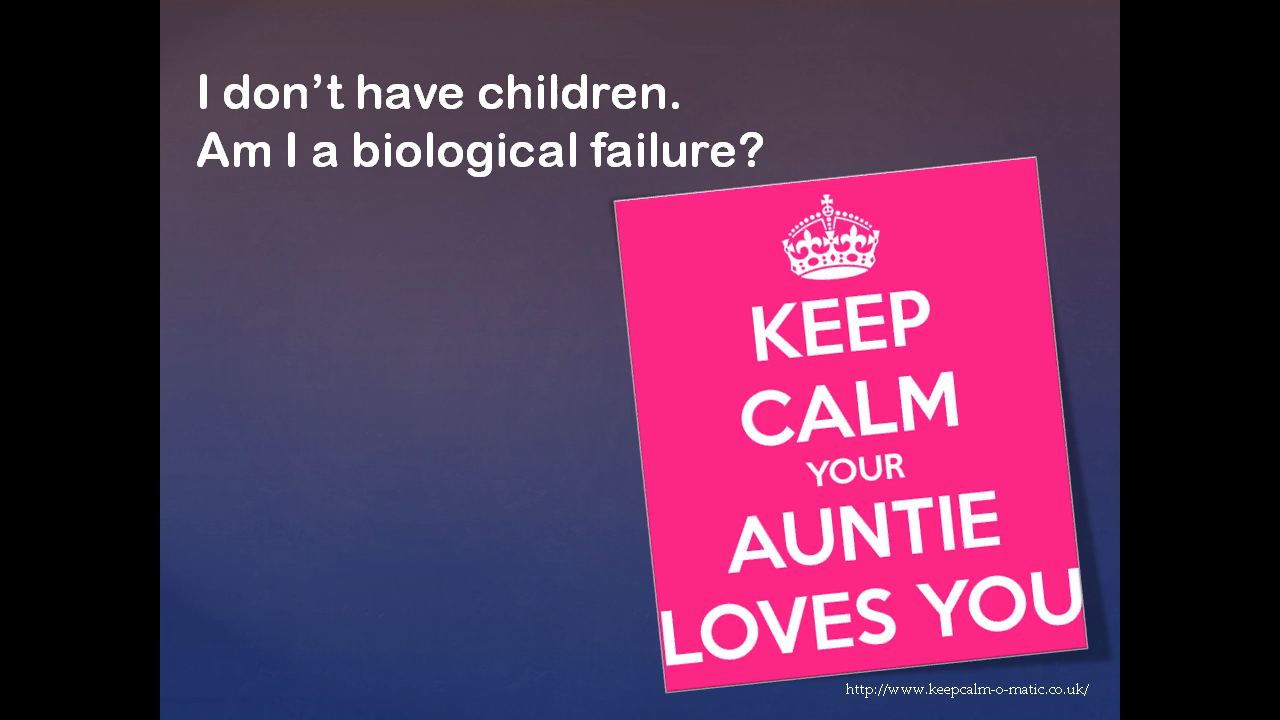 I don’t have children.
Am I a biological failure?
KEEP
CALM
YOUR
AUNTIE
LOVES YOU
http://www.keepcalm-o-matic.co.uk/